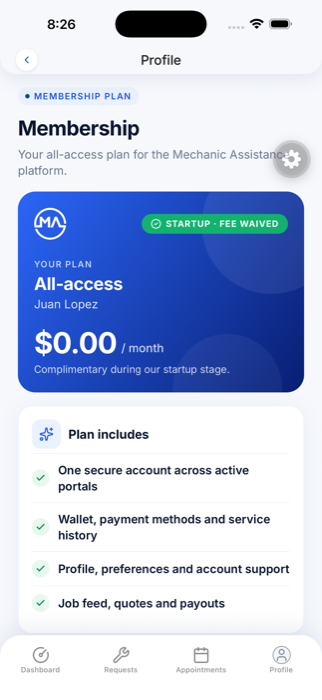 8:26
Profile
MEMBERSHIP PLAN
Membership
Your all-access plan for the Mechanic Assistanc
platform.
MA
STARTUP · FEE WAIVED
YOUR PLAN
All-access
Juan Lopez
$0.00 / month
Complimentary during our startup stage.
Plan includes
One secure account across active
portals
Wallet, payment methods and service
history
Profile, preferences and account support
Job feed, quotes and payouts
Dashboard
Requests
Appointments
Profile